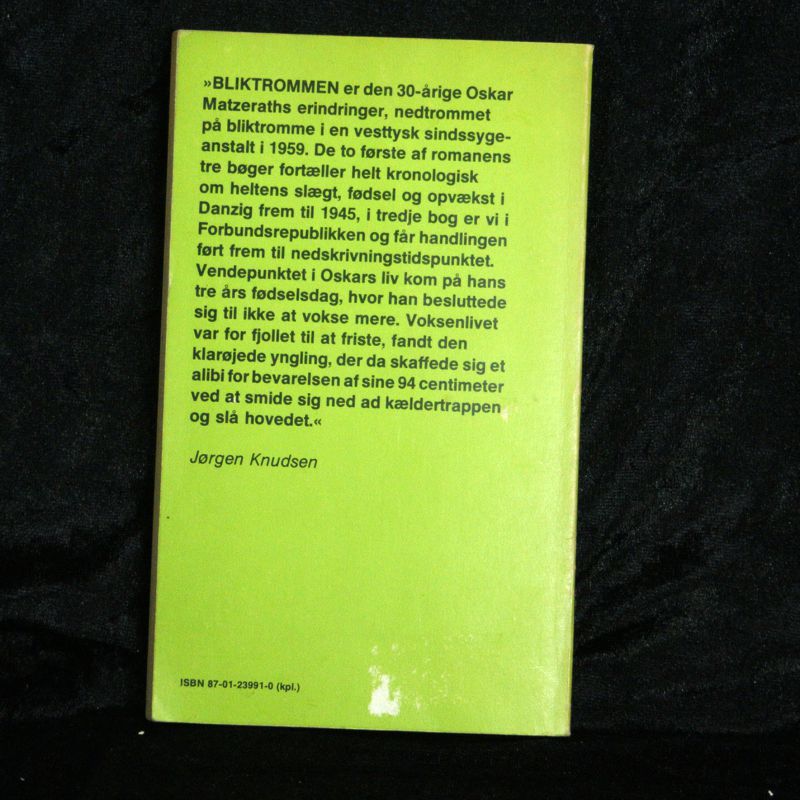 »BLIKTROMMEN er den 30-årige Oskar
Matzeraths erindringer, nedtrommet
på bliktromme i en vesttysk sindssyge-
anstalt i 1959. De to første af romanens
tre bøger fortæller helt kronologisk
om heltens slægt, fødsel og opvækst i
Danzig frem til 1945, i tredje bog er vi i
Forbundsrepublikken og får handlingen
ført frem til nedskrivningstidspunktet.
Vendepunktet i Oskars liv kom på hans
tre års fødselsdag, hvor han besluttede
sig til ikke at vokse mere. Voksenlivet
var for fjollet til at friste, fandt den
klarøjede yngling, der da skaffede sig et
alibi for bevarelsen af sine 94 centimeter
ved at smide sig ned ad kældertrappen
og slå hovedet.«
Jørgen Knudsen
ISBN 87-01-23991-0 (kpl.)